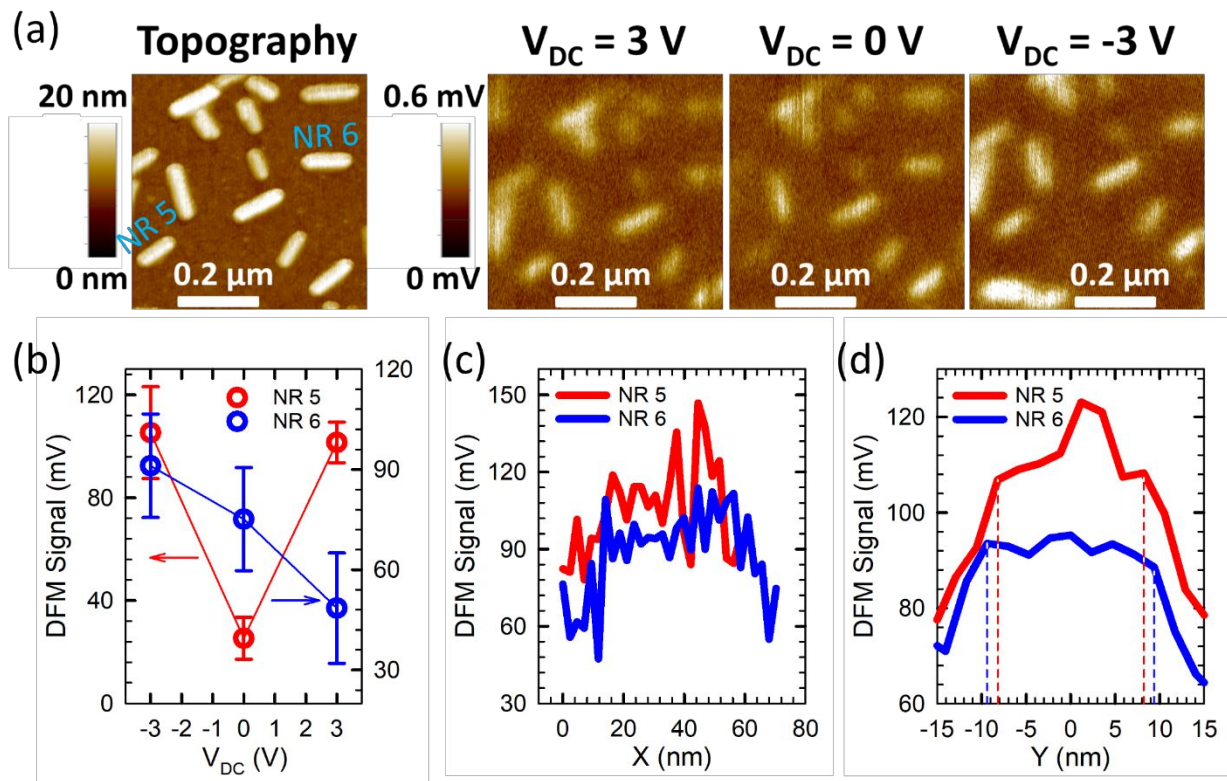 (a)
Topography
V_DC = 3 V
V_DC = 0 V
V_DC = -3 V
20 nm
0.6 mV
NR 6
NR 5
0 nm
0 mV
0.2 µm
0.2 µm
0.2 µm
0.2 µm
(b)
NR 5
NR 6
DFM Signal (mV)
120
80
40
0
120
90
60
30
-3 -2 -1 0 1 2 3
V_DC (V)
(c)
NR 5
NR 6
DFM Signal (mV)
150
120
90
60
30
0 20 40 60 80
X (nm)
(d)
NR 5
NR 6
DFM Signal (mV)
120
100
80
60
-15 -10 -5 0 5 10 15
Y (nm)